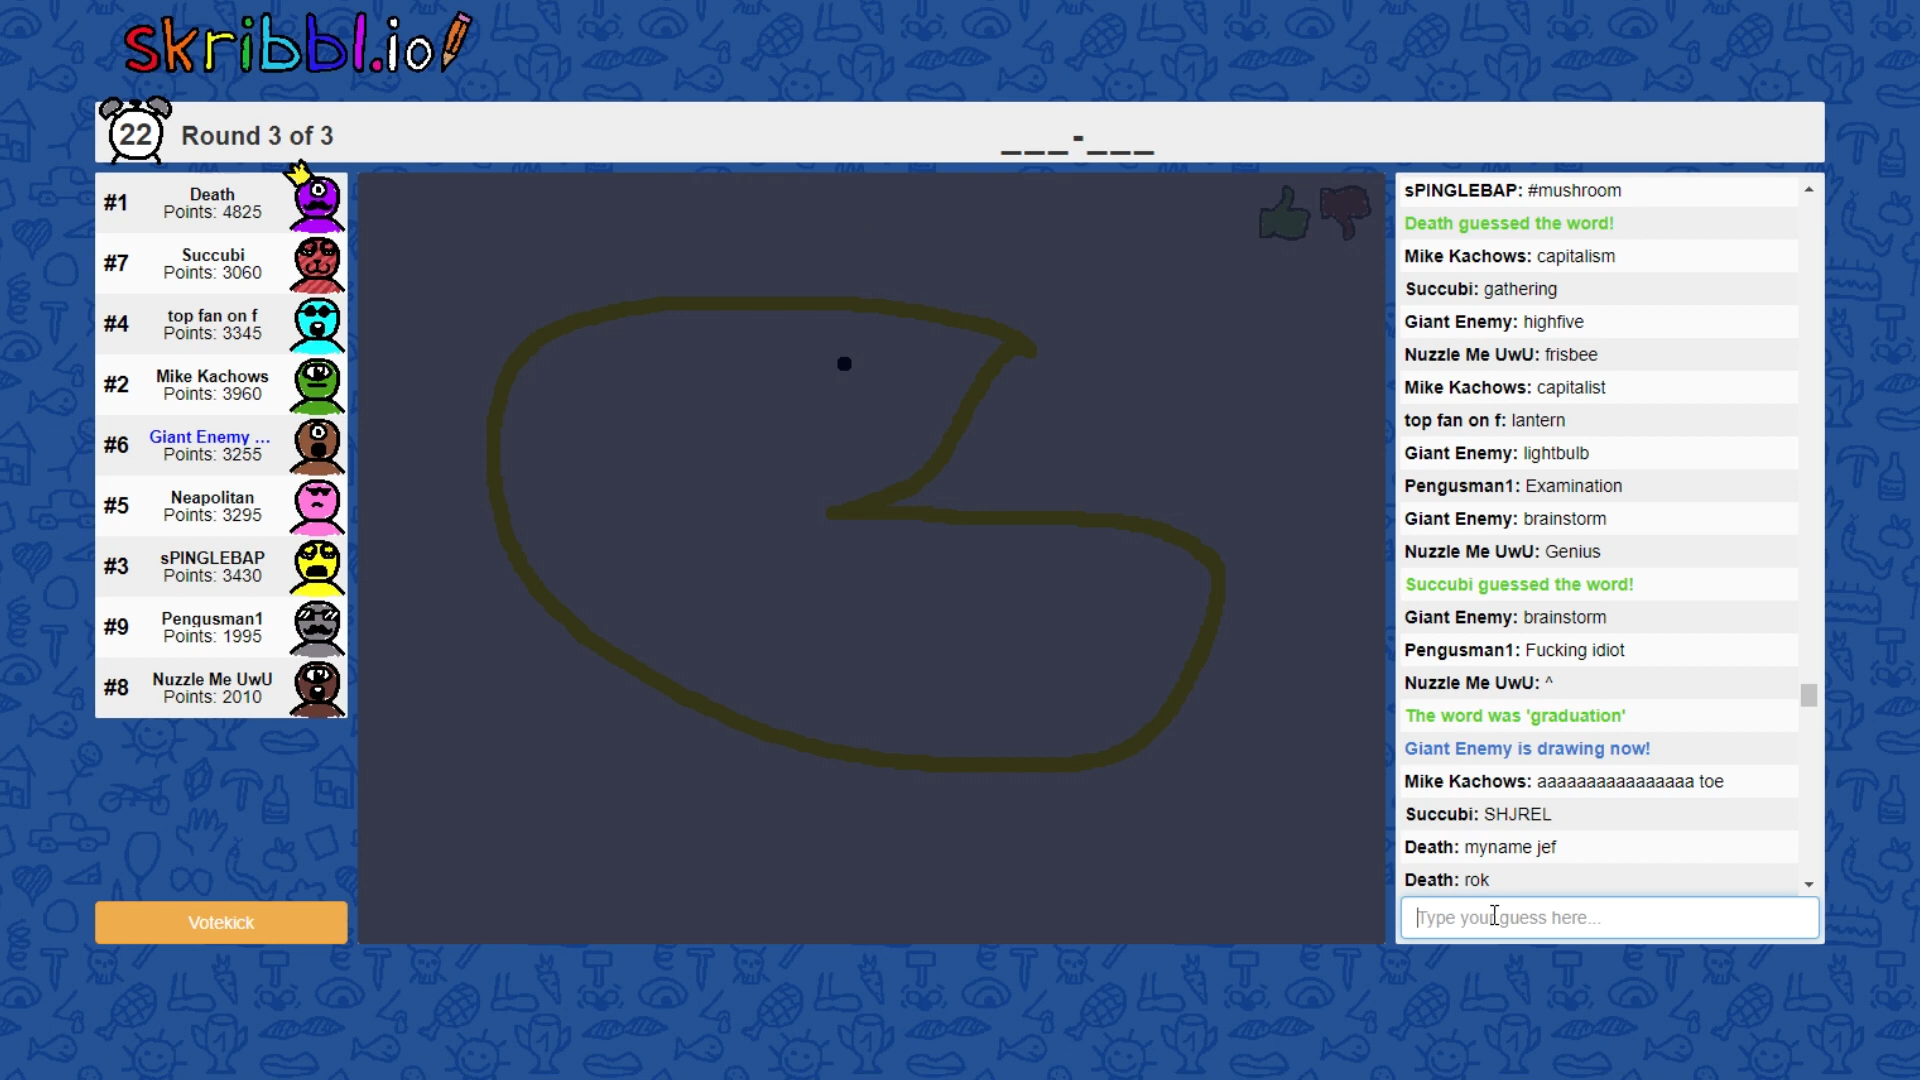 skribbl.io
22
Round 3 of 3
___-___
#1
Death
Points: 4825
#7
Succubi
Points: 3060
#4
top fan on f
Points: 3345
#2
Mike Kachows
Points: 3960
#6
Giant Enemy ...
Points: 3255
#5
Neapolitan
Points: 3295
#3
sPINGLEBAP
Points: 3430
#9
Pengusman1
Points: 1995
#8
Nuzzle Me UwU
Points: 2010
Votekick
sPINGLEBAP: #mushroom
Death guessed the word!
Mike Kachows: capitalism
Succubi: gathering
Giant Enemy: highfive
Nuzzle Me UwU: frisbee
Mike Kachows: capitalist
top fan on f: lantern
Giant Enemy: lightbulb
Pengusman1: Examination
Giant Enemy: brainstorm
Nuzzle Me UwU: Genius
Succubi guessed the word!
Giant Enemy: brainstorm
Pengusman1: Fucking idiot
Nuzzle Me UwU: ^
The word was 'graduation'
Giant Enemy is drawing now!
Mike Kachows: aaaaaaaaaaaaaaaa toe
Succubi: SHJREL
Death: myname jef
Death: rok
Type your guess here...